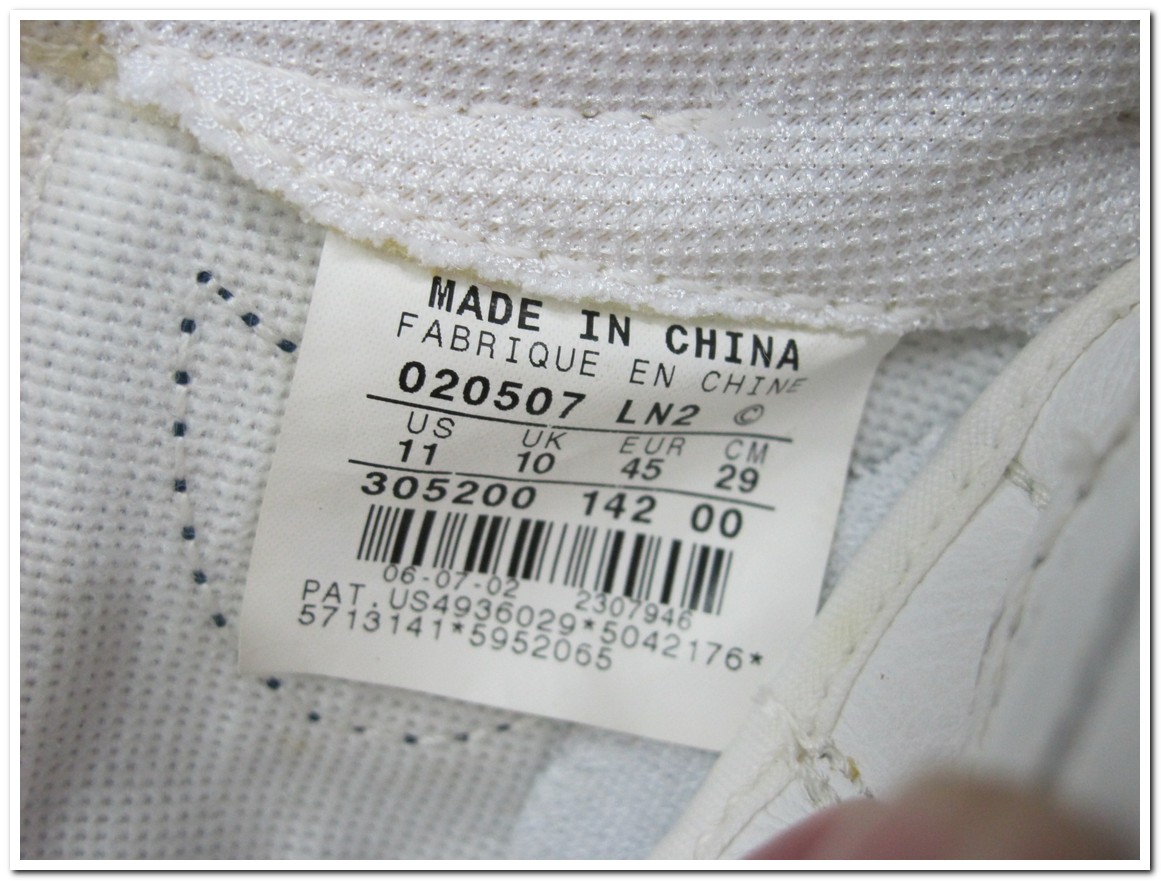 MADE IN CHINA
FABRIQUE EN CHINE
020507 LN2 ©
US UK EUR CM
11 10 45 29
305200 142 00
06-07-02 2307946
PAT.US4936029*5042176*
5713141*5952065